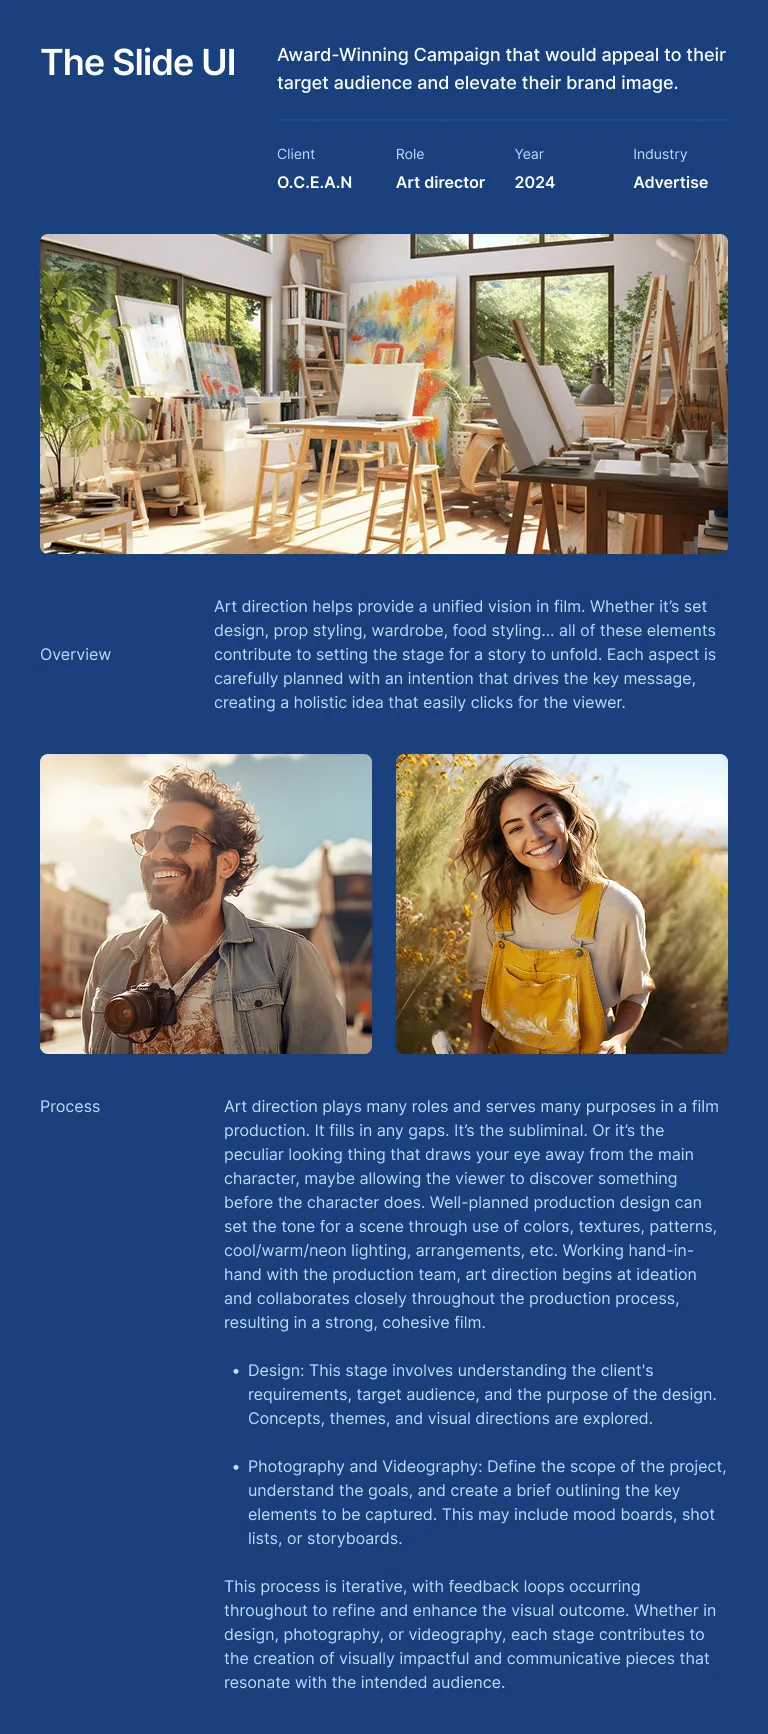 The Slide UI
Award-Winning Campaign that would appeal to their
target audience and elevate their brand image.
Client
O.C.E.A.N
Role
Art director
Year
2024
Industry
Advertise
Overview
Art direction helps provide a unified vision in film. Whether it’s set
design, prop styling, wardrobe, food styling... all of these elements
contribute to setting the stage for a story to unfold. Each aspect is
carefully planned with an intention that drives the key message,
creating a holistic idea that easily clicks for the viewer.
Process
Art direction plays many roles and serves many purposes in a film
production. It fills in any gaps. It’s the subliminal. Or it’s the
peculiar looking thing that draws your eye away from the main
character, maybe allowing the viewer to discover something
before the character does. Well-planned production design can
set the tone for a scene through use of colors, textures, patterns,
cool/warm/neon lighting, arrangements, etc. Working hand-in-
hand with the production team, art direction begins at ideation
and collaborates closely throughout the production process,
resulting in a strong, cohesive film.
• Design: This stage involves understanding the client's
requirements, target audience, and the purpose of the design.
Concepts, themes, and visual directions are explored.
• Photography and Videography: Define the scope of the project,
understand the goals, and create a brief outlining the key
elements to be captured. This may include mood boards, shot
lists, or storyboards.
This process is iterative, with feedback loops occurring
throughout to refine and enhance the visual outcome. Whether in
design, photography, or videography, each stage contributes to
the creation of visually impactful and communicative pieces that
resonate with the intended audience.